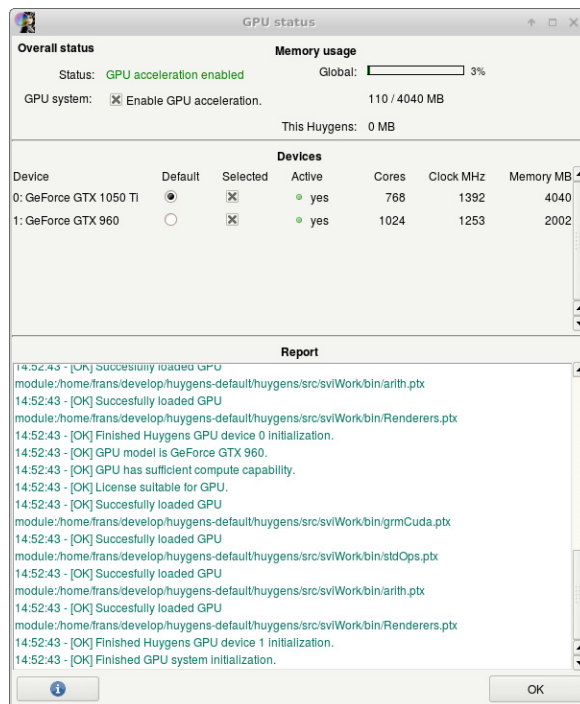 GPU status
Overall status
Memory usage
Status: GPU acceleration enabled
Global: 3%
GPU system: Enable GPU acceleration.
110 / 4040 MB
This Huygens: 0 MB
Devices
Device Default Selected Active Cores Clock MHz Memory MB
0: GeForce GTX 1050 Ti yes 768 1392 4040
1: GeForce GTX 960 yes 1024 1253 2002
Report
14:52:43 - [OK] Succesfully loaded GPU
module:/home/frans/develop/huygens-default/huygens/src/sviWork/bin/arith.ptx
14:52:43 - [OK] Succesfully loaded GPU
module:/home/frans/develop/huygens-default/huygens/src/sviWork/bin/Renderers.ptx
14:52:43 - [OK] Finished Huygens GPU device 0 initialization.
14:52:43 - [OK] GPU model is GeForce GTX 960.
14:52:43 - [OK] GPU has sufficient compute capability.
14:52:43 - [OK] License suitable for GPU.
14:52:43 - [OK] Succesfully loaded GPU
module:/home/frans/develop/huygens-default/huygens/src/sviWork/bin/grmCuda.ptx
14:52:43 - [OK] Succesfully loaded GPU
module:/home/frans/develop/huygens-default/huygens/src/sviWork/bin/stdOps.ptx
14:52:43 - [OK] Succesfully loaded GPU
module:/home/frans/develop/huygens-default/huygens/src/sviWork/bin/arith.ptx
14:52:43 - [OK] Succesfully loaded GPU
module:/home/frans/develop/huygens-default/huygens/src/sviWork/bin/Renderers.ptx
14:52:43 - [OK] Finished Huygens GPU device 1 initialization.
14:52:43 - [OK] Finished GPU system initialization.
OK